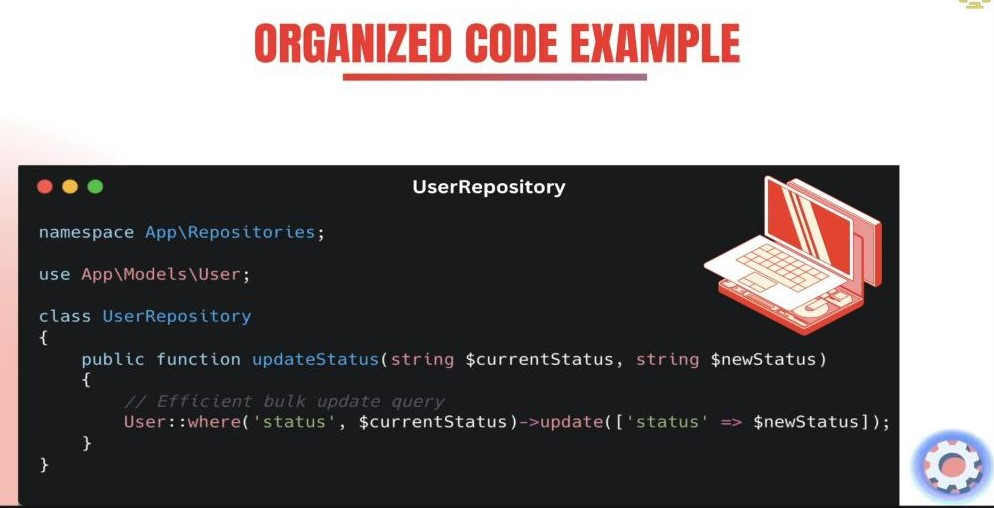 ORGANIZED CODE EXAMPLE
UserRepository
namespace App\Repositories;
use App\Models\User;
class UserRepository
{
public function updateStatus(string $currentStatus, string $newStatus)
{
// Efficient bulk update query
User::where('status', $currentStatus)->update(['status' => $newStatus]);
}
}